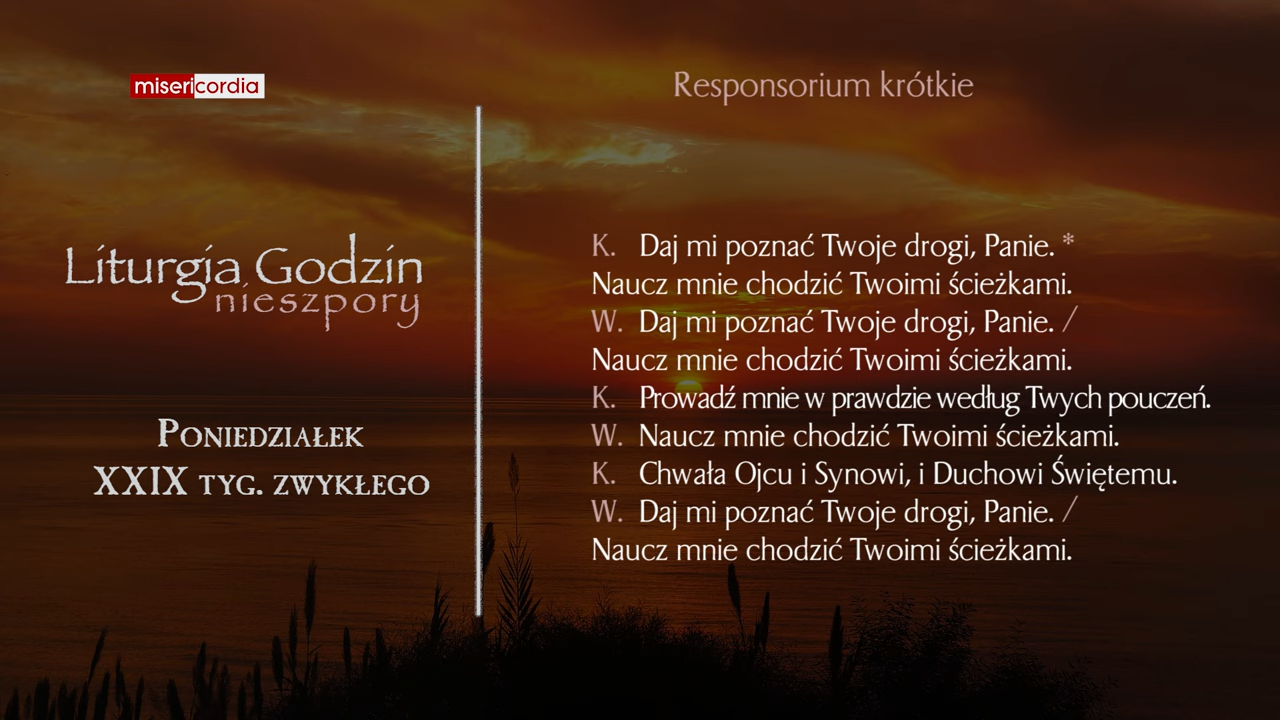 misericordia
Responsorium krótkie
Liturgia Godzin
nieszpory
Poniedziałek
XXIX tyg. zwykłego
K. Daj mi poznać Twoje drogi, Panie. *
Naucz mnie chodzić Twoimi ścieżkami.
W. Daj mi poznać Twoje drogi, Panie. /
Naucz mnie chodzić Twoimi ścieżkami.
K. Prowadź mnie w prawdzie według Twych pouczeń.
W. Naucz mnie chodzić Twoimi ścieżkami.
K. Chwała Ojcu i Synowi, i Duchowi Świętemu.
W. Daj mi poznać Twoje drogi, Panie. /
Naucz mnie chodzić Twoimi ścieżkami.